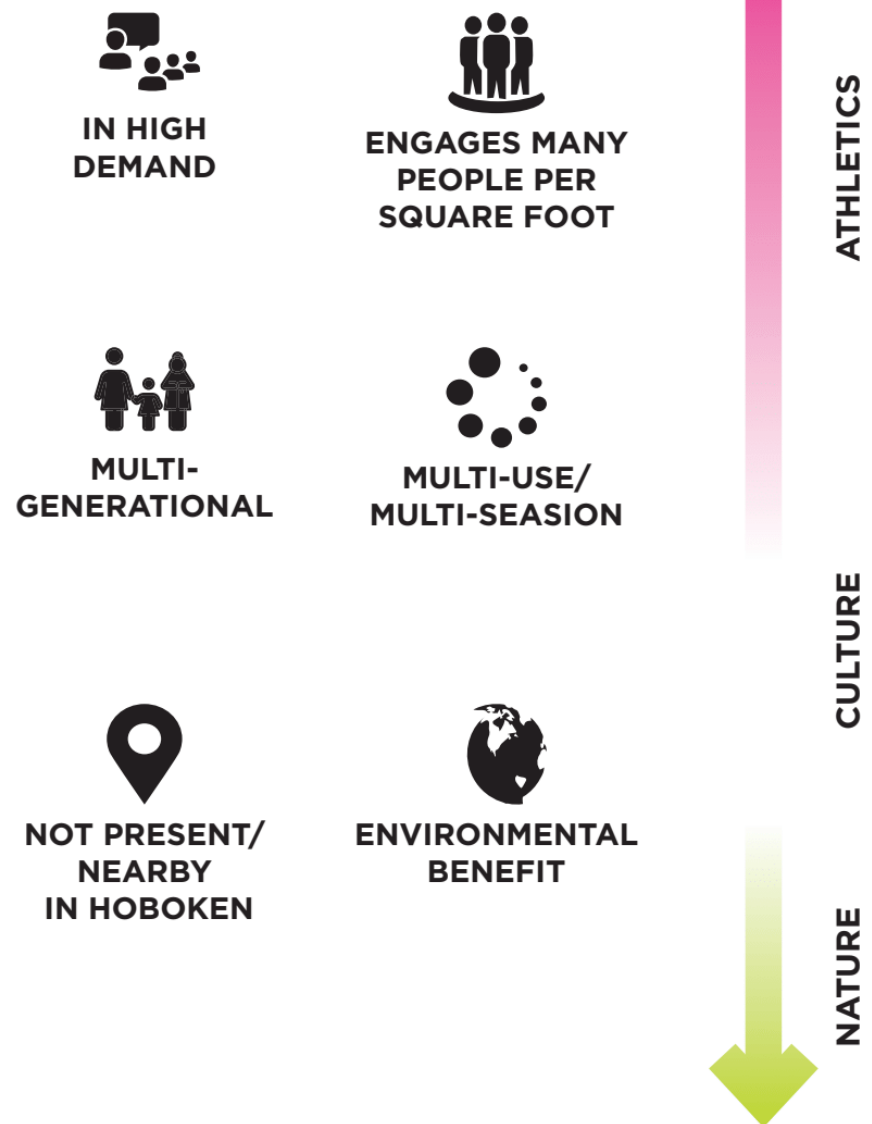 IN HIGH
DEMAND
ENGAGES MANY
PEOPLE PER
SQUARE FOOT
MULTI-
GENERATIONAL
MULTI-USE/
MULTI-SEASION
NOT PRESENT/
NEARBY
IN HOBOKEN
ENVIRONMENTAL
BENEFIT
ATHLETICS
CULTURE
NATURE